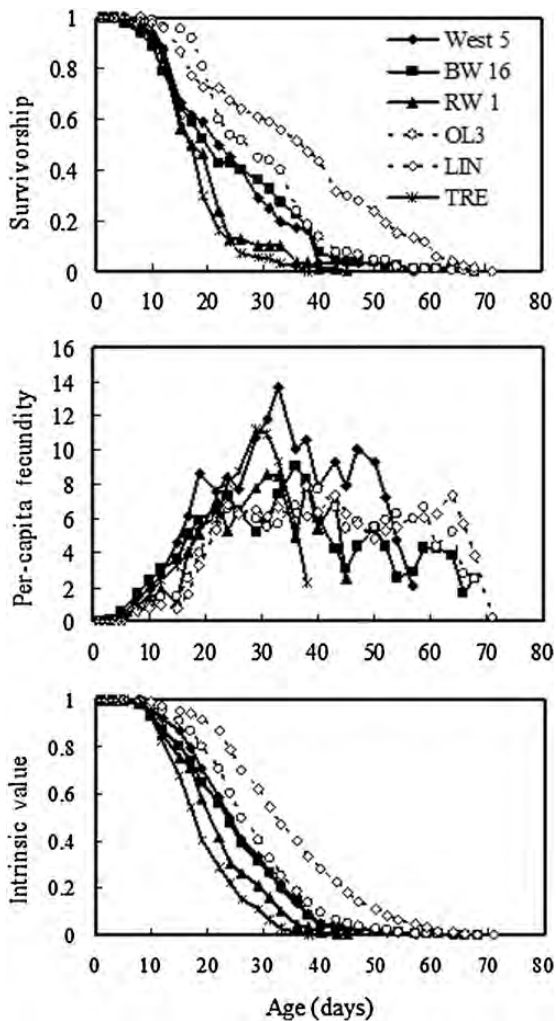 Survivorship
1
0.8
0.6
0.4
0.2
0
0 10 20 30 40 50 60 70 80
West 5
BW 16
RW 1
OL3
LIN
TRE
Per-capita fecundity
16
14
12
10
8
6
4
2
0
0 10 20 30 40 50 60 70 80
Intrinsic value
1
0.8
0.6
0.4
0.2
0
0 10 20 30 40 50 60 70 80
Age (days)